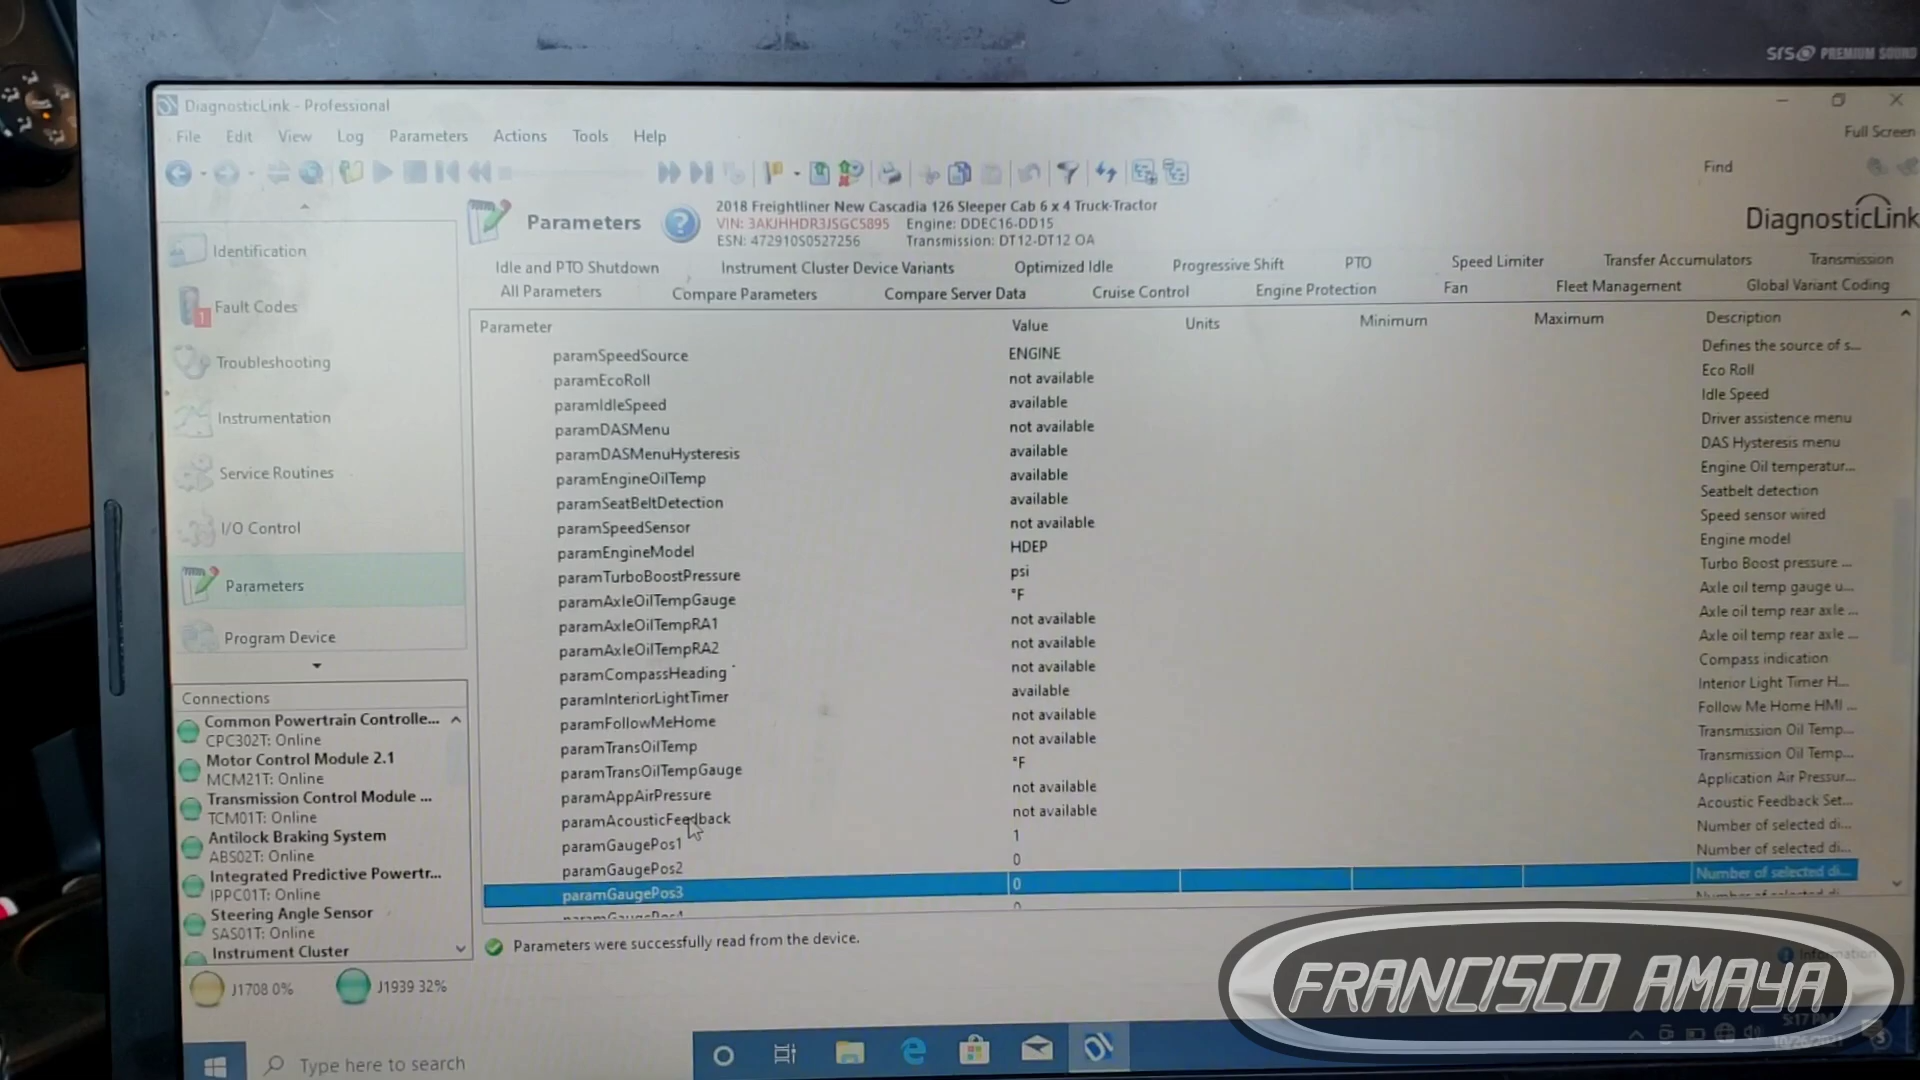 SRS PREMIUM SOUND
DiagnosticLink - Professional
File Edit View Log Parameters Actions Tools Help
Full Screen
Find
Parameters
2018 Freightliner New Cascadia 126 Sleeper Cab 6 x 4 Truck-Tractor
VIN: 3AKJHHDR3JSGC5895 Engine: DDEC16-DD15
ESN: 472910S0527256 Transmission: DT12-DT12 OA
DiagnosticLink
Idle and PTO Shutdown Instrument Cluster Device Variants Optimized Idle Progressive Shift PTO Speed Limiter Transfer Accumulators Transmission
All Parameters Compare Parameters Compare Server Data Cruise Control Engine Protection Fan Fleet Management Global Variant Coding
Identification
1 Fault Codes
Troubleshooting
Instrumentation
Service Routines
I/O Control
Parameters
Program Device
Parameter Value Units Minimum Maximum Description
paramSpeedSource ENGINE Defines the source of s...
paramEcoRoll not available Eco Roll
paramIdleSpeed available Idle Speed
paramDASMenu not available Driver assistence menu
paramDASMenuHysteresis available DAS Hysteresis menu
paramEngineOilTemp available Engine Oil temperatur...
paramSeatBeltDetection available Seatbelt detection
paramSpeedSensor not available Speed sensor wired
paramEngineModel HDEP Engine model
paramTurboBoostPressure psi Turbo Boost pressure ...
paramAxleOilTempGauge °F Axle oil temp gauge u...
paramAxleOilTempRA1 not available Axle oil temp rear axle ...
paramAxleOilTempRA2 not available Axle oil temp rear axle ...
paramCompassHeading not available Compass indication
paramInteriorLightTimer available Interior Light Timer H...
paramFollowMeHome not available Follow Me Home HMI ...
paramTransOilTemp not available Transmission Oil Temp...
paramTransOilTempGauge °F Transmission Oil Temp...
paramAppAirPressure not available Application Air Pressur...
paramAcousticFeedback not available Acoustic Feedback Set...
paramGaugePos1 1 Number of selected di...
paramGaugePos2 0 Number of selected di...
paramGaugePos3 0 Number of selected di...
Connections
Common Powertrain Controlle...
CPC302T: Online
Motor Control Module 2.1
MCM21T: Online
Transmission Control Module ...
TCM01T: Online
Antilock Braking System
ABS02T: Online
Integrated Predictive Powertr...
IPPC01T: Online
Steering Angle Sensor
SAS01T: Online
Instrument Cluster
J1708 0% J1939 32%
Parameters were successfully read from the device.
Information
FRANCISCO AMAYA
Type here to search
5:17 PM